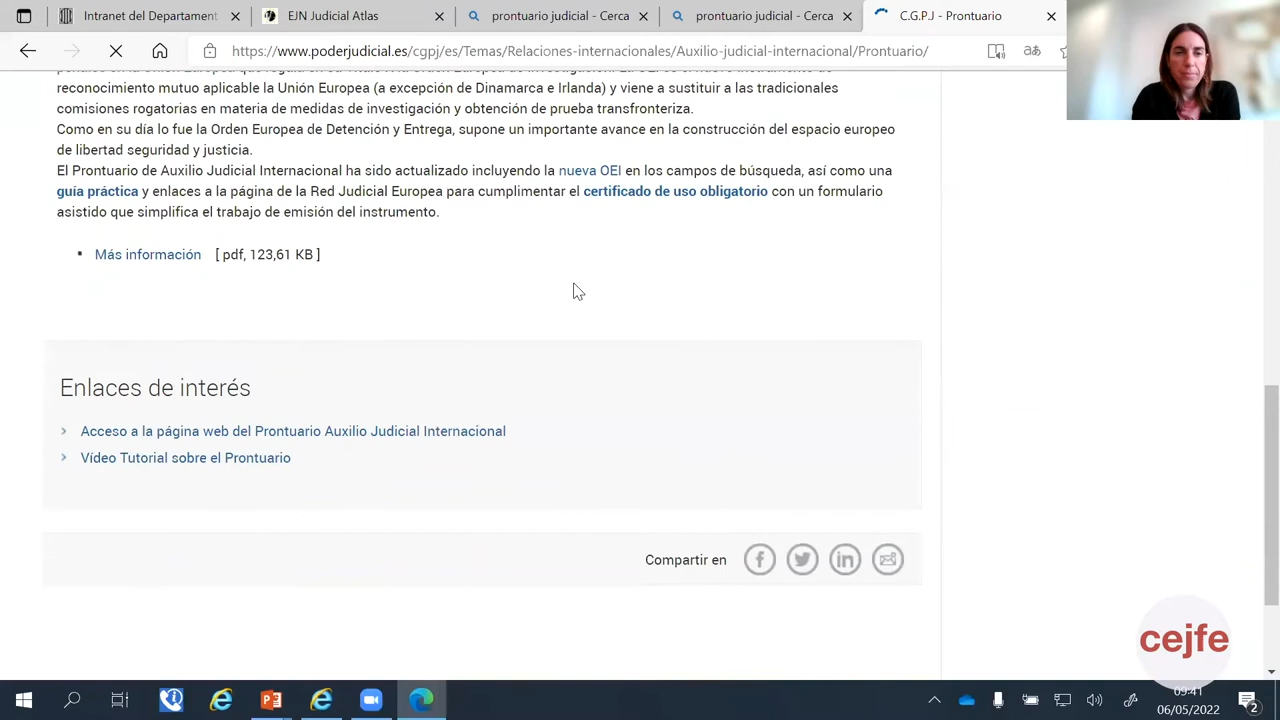 Intranet del Departament
EJN Judicial Atlas
prontuario judicial - Cerca
prontuario judicial - Cerca
C.G.P.J - Prontuario
https://www.poderjudicial.es/cgpj/es/Temas/Relaciones-internacionales/Auxilio-judicial-internacional/Prontuario/
reconocimiento mutuo aplicable la Unión Europea (a excepción de Dinamarca e Irlanda) y viene a sustituir a las tradicionales
comisiones rogatorias en materia de medidas de investigación y obtención de prueba transfronteriza.
Como en su día lo fue la Orden Europea de Detención y Entrega, supone un importante avance en la construcción del espacio europeo
de libertad seguridad y justicia.
El Prontuario de Auxilio Judicial Internacional ha sido actualizado incluyendo la nueva OEI en los campos de búsqueda, así como una
guía práctica y enlaces a la página de la Red Judicial Europea para cumplimentar el certificado de uso obligatorio con un formulario
asistido que simplifica el trabajo de emisión del instrumento.
Más información [ pdf, 123,61 KB ]
Enlaces de interés
Acceso a la página web del Prontuario Auxilio Judicial Internacional
Vídeo Tutorial sobre el Prontuario
Compartir en
cejfe
09:41
06/05/2022
2